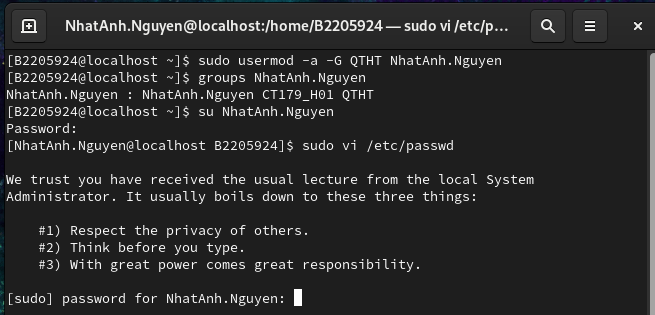 NhatAnh.Nguyen@localhost:/home/B2205924 — sudo vi /etc/p...
[B2205924@localhost ~]$ sudo usermod -a -G QTHT NhatAnh.Nguyen
[B2205924@localhost ~]$ groups NhatAnh.Nguyen
NhatAnh.Nguyen : NhatAnh.Nguyen CT179_H01 QTHT
[B2205924@localhost ~]$ su NhatAnh.Nguyen
Password:
[NhatAnh.Nguyen@localhost B2205924]$ sudo vi /etc/passwd
We trust you have received the usual lecture from the local System
Administrator. It usually boils down to these three things:
#1) Respect the privacy of others.
#2) Think before you type.
#3) With great power comes great responsibility.
[sudo] password for NhatAnh.Nguyen: